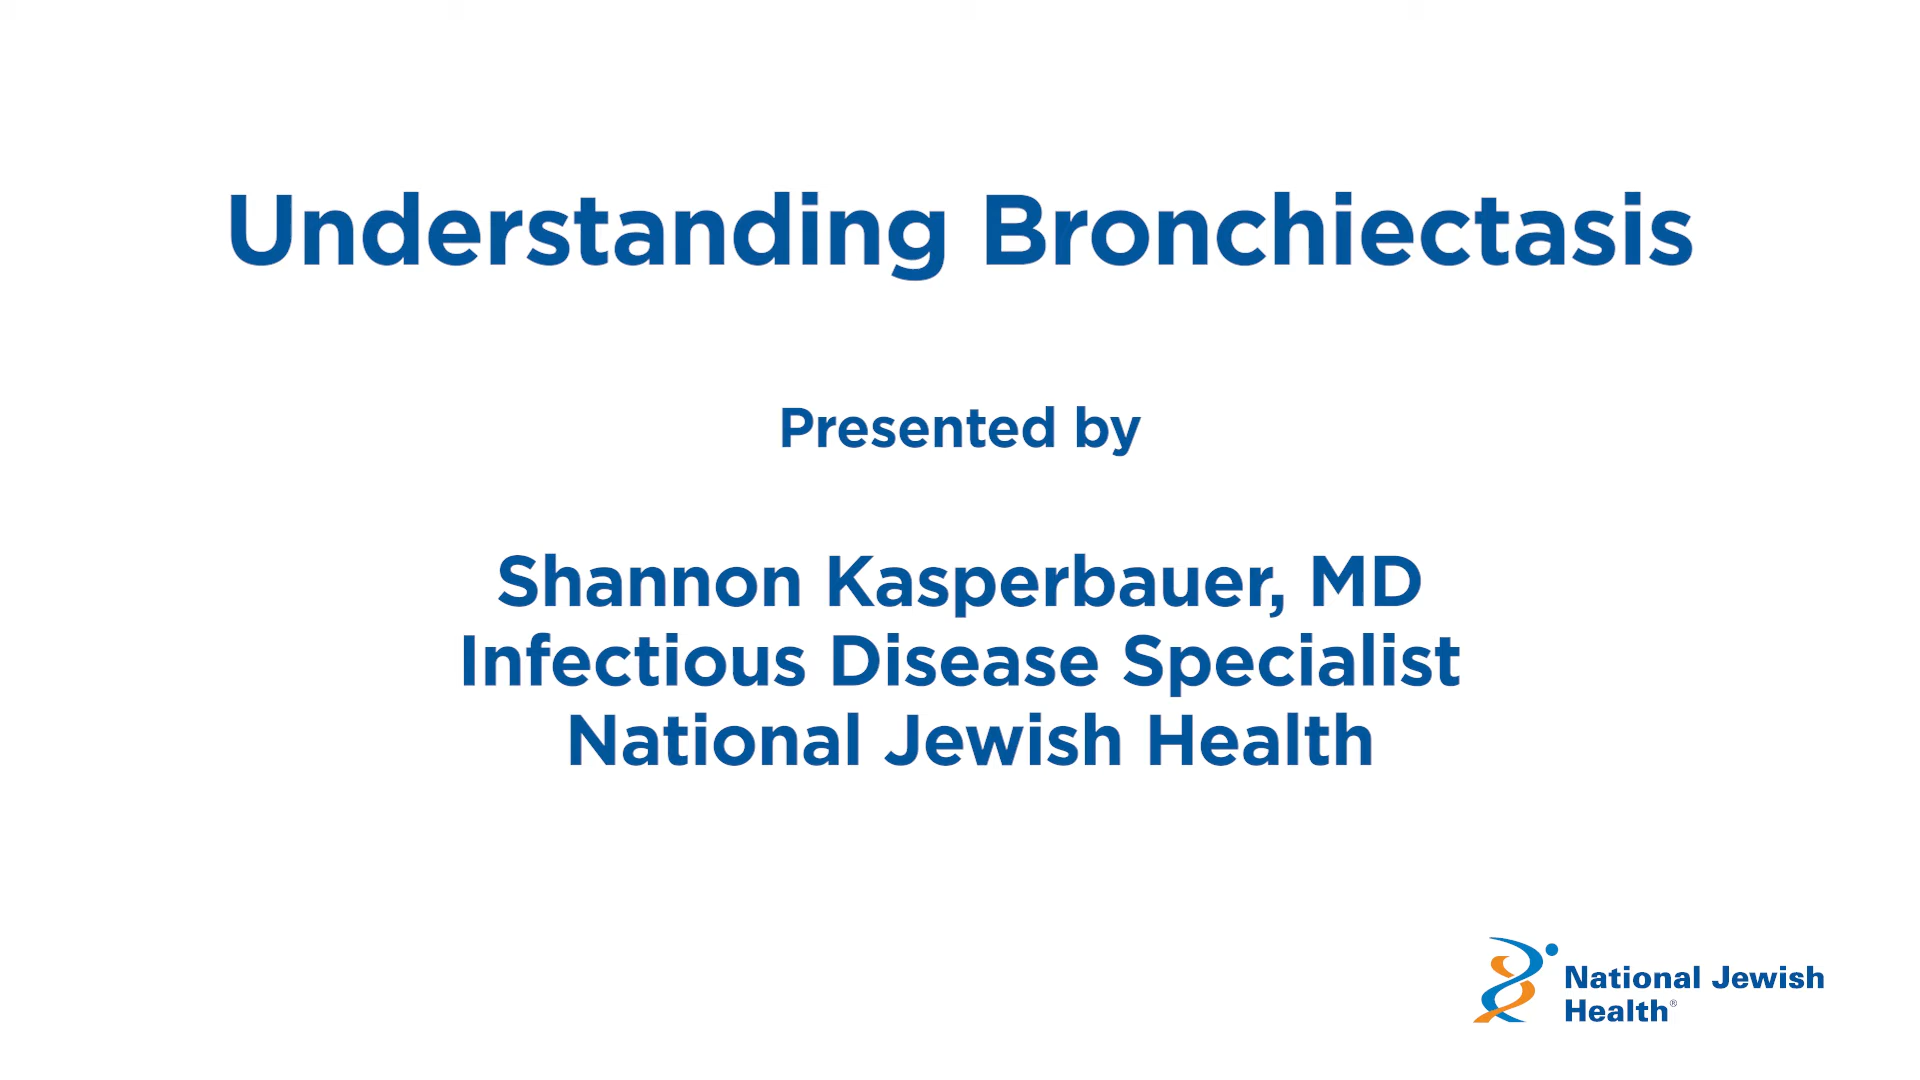 Understanding Bronchiectasis
Presented by
Shannon Kasperbauer, MD
Infectious Disease Specialist
National Jewish Health
National Jewish
Health®